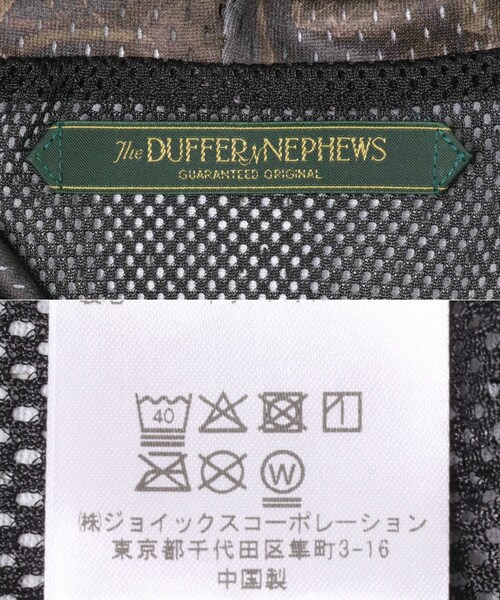 The DUFFER N NEPHEWS
GUARANTEED ORIGINAL
40
W
㈱ジョイックスコーポレーション
東京都千代田区隼町3-16
中国製